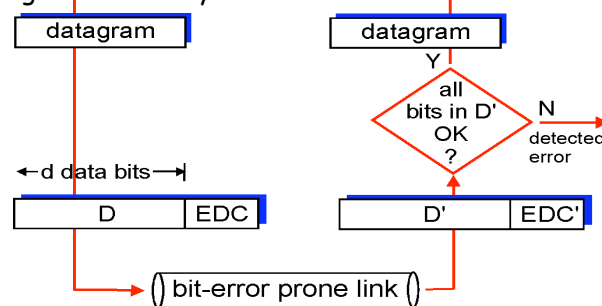 datagram
datagram
Y
all
bits in D'
OK
?
N
detected
error
d data bits
D
EDC
D'
EDC'
bit-error prone link